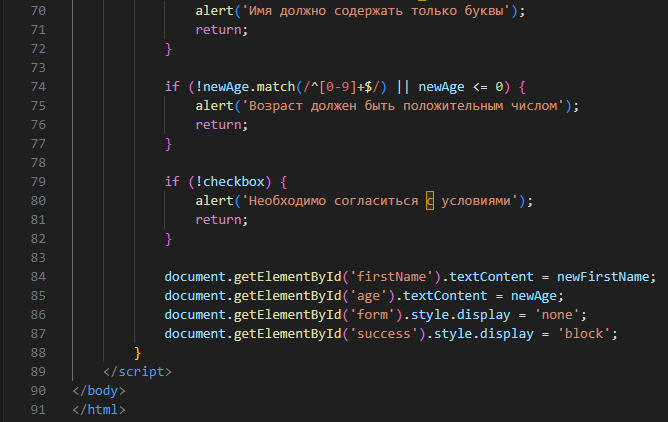 70 alert('Имя должно содержать только буквы');
71 return;
72 }
73
74 if (!newAge.match(/^[0-9]+$/) || newAge <= 0) {
75 alert('Возраст должен быть положительным числом');
76 return;
77 }
78
79 if (!checkbox) {
80 alert('Необходимо согласиться с условиями');
81 return;
82 }
83
84 document.getElementById('firstName').textContent = newFirstName;
85 document.getElementById('age').textContent = newAge;
86 document.getElementById('form').style.display = 'none';
87 document.getElementById('success').style.display = 'block';
88 }
89 </script>
90 </body>
91 </html>